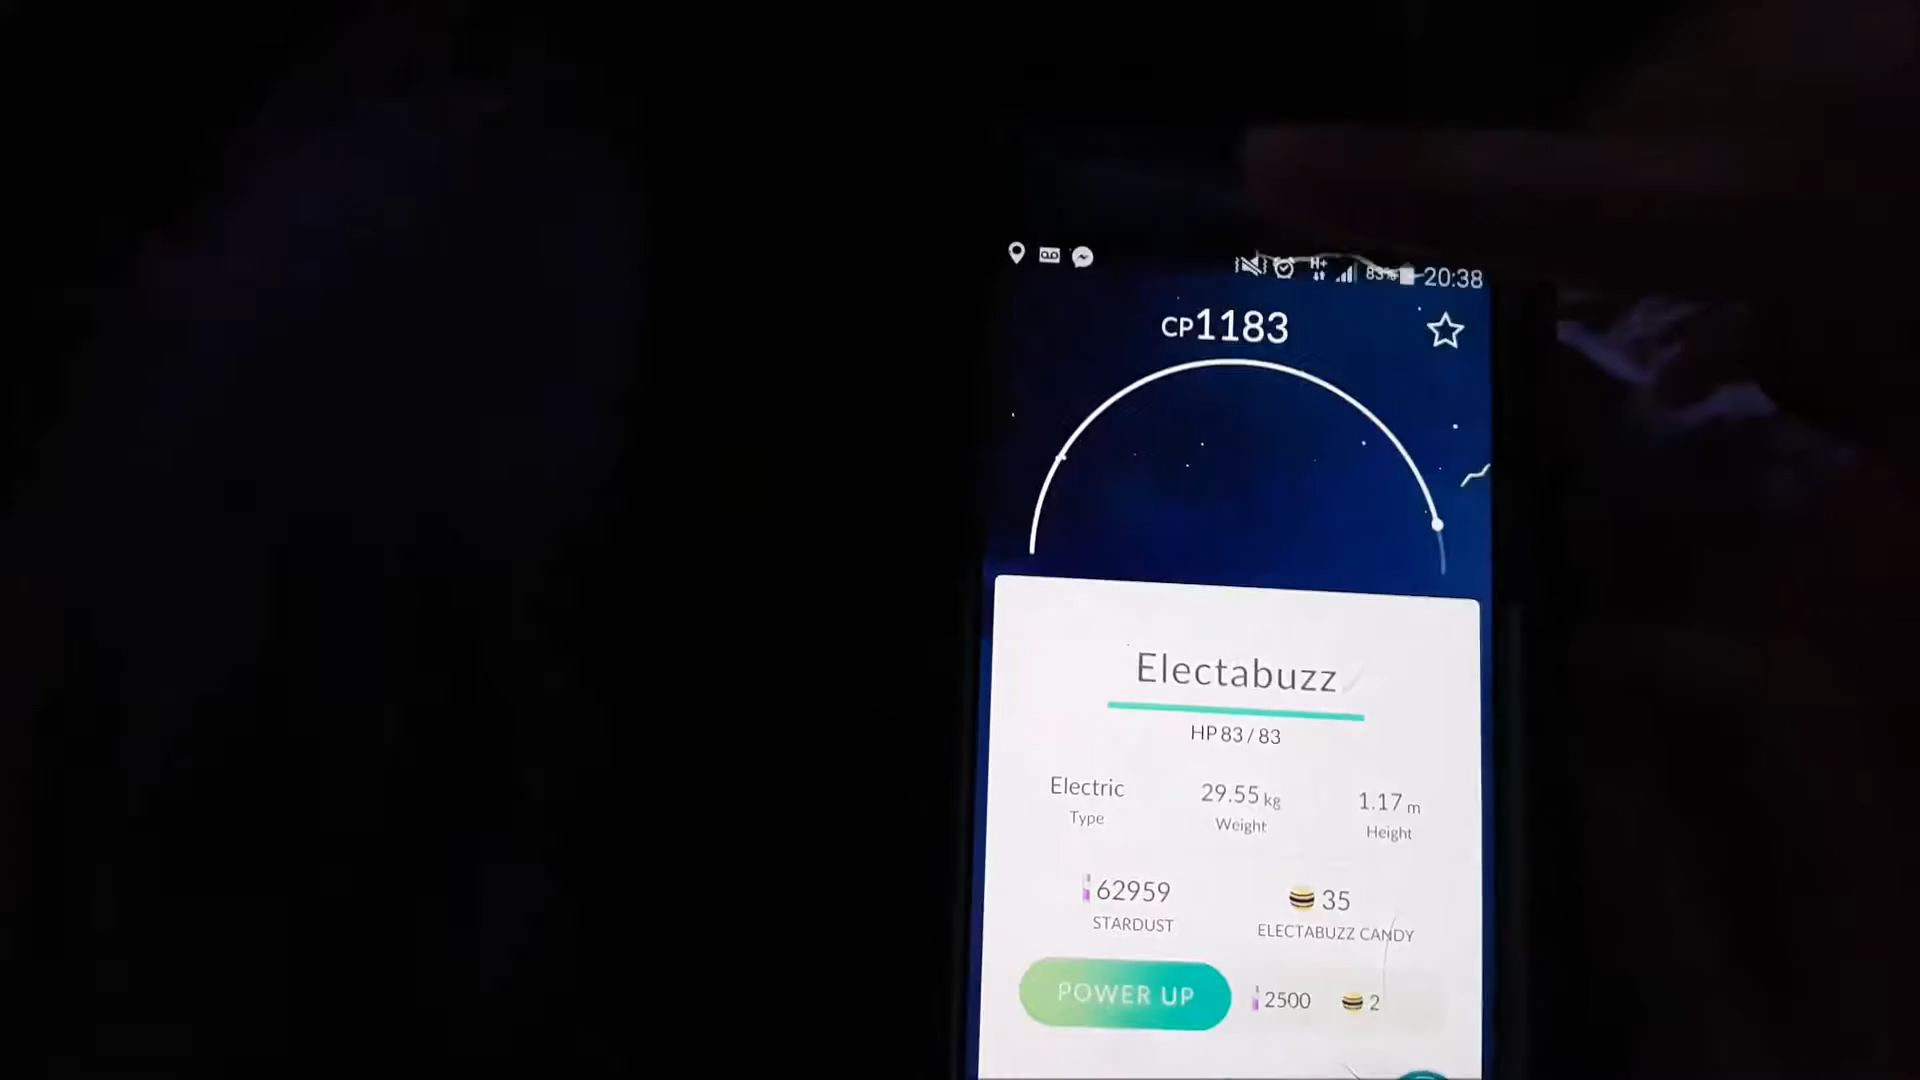 H+ 83% 20:38
CP1183
Electabuzz
HP 83 / 83
Electric 29.55 kg 1.17 m
Type Weight Height
62959 35
STARDUST ELECTABUZZ CANDY
POWER UP 2500 2